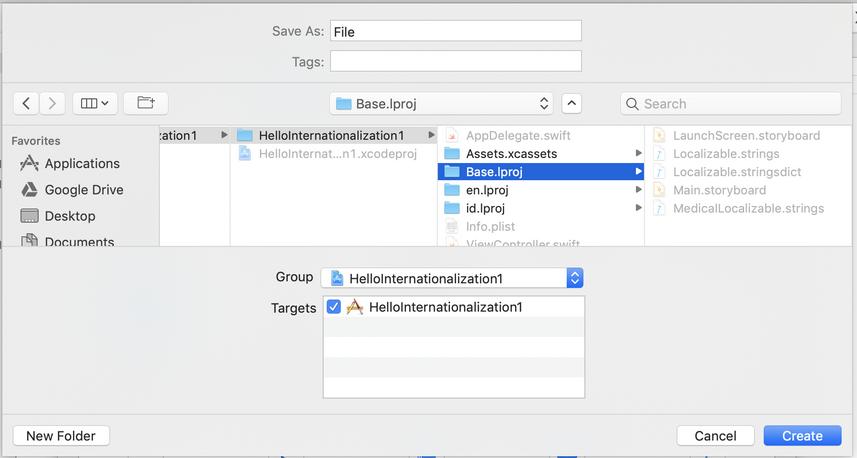 Save As: File
Tags:
Base.lproj
Search
Favorites
Applications
Google Drive
Desktop
Documents
zation1
HelloInternationalization1
HelloInternat...n1.xcodeproj
AppDelegate.swift
Assets.xcassets
Base.lproj
en.lproj
id.lproj
Info.plist
ViewController.swift
LaunchScreen.storyboard
Localizable.strings
Localizable.stringsdict
Main.storyboard
MedicalLocalizable.strings
Group HelloInternationalization1
Targets HelloInternationalization1
New Folder Cancel Create